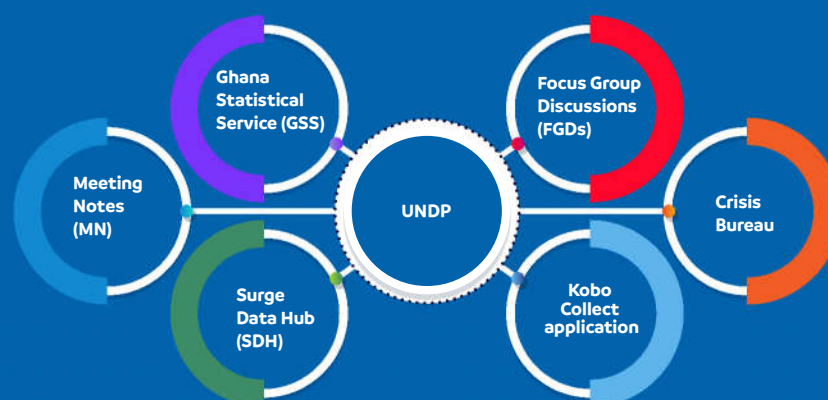 Ghana
Statistical
Service (GSS)
Focus Group
Discussions
(FGDs)
Meeting
Notes
(MN)
UNDP
Crisis
Bureau
Surge
Data Hub
(SDH)
Kobo
Collect
application